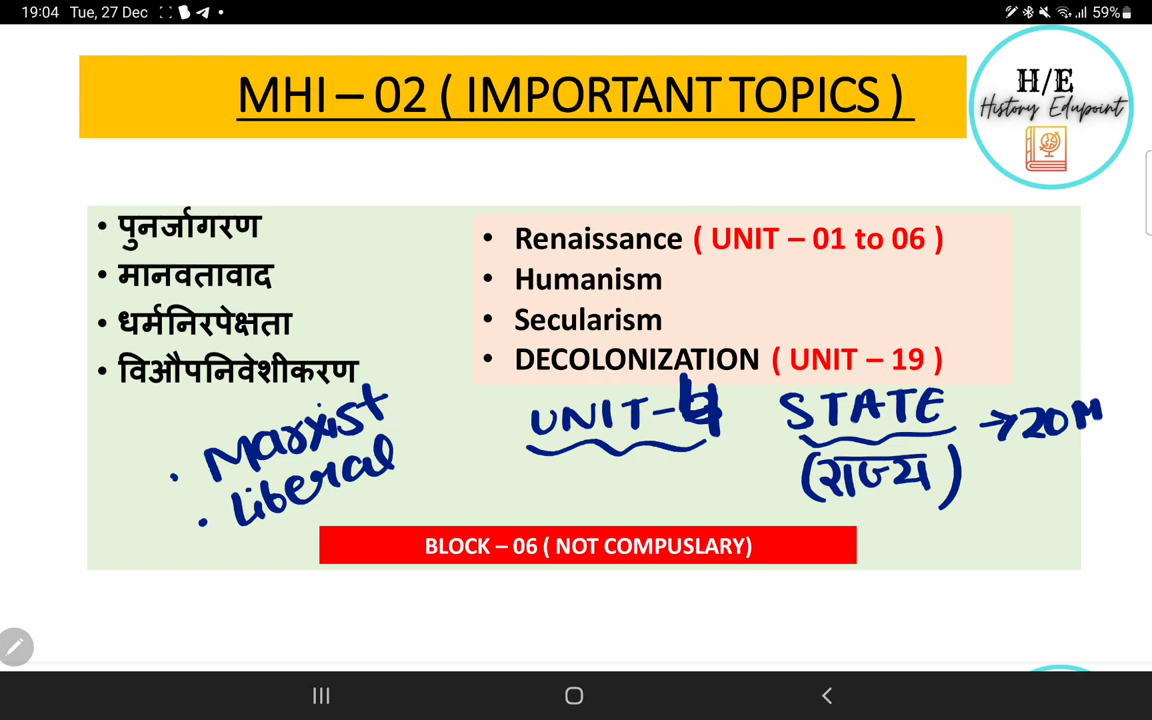 19:04 Tue, 27 Dec
59%
MHI – 02 ( IMPORTANT TOPICS )
H/E
History Edupoint
• पुनर्जागरण
• मानवतावाद
• धर्मनिरपेक्षता
• विऔपनिवेशीकरण
• Renaissance ( UNIT – 01 to 06 )
• Humanism
• Secularism
• DECOLONIZATION ( UNIT – 19 )
• Marxist
• Liberal
UNIT-4
STATE → 20 M
(राज्य)
BLOCK – 06 ( NOT COMPUSLARY)